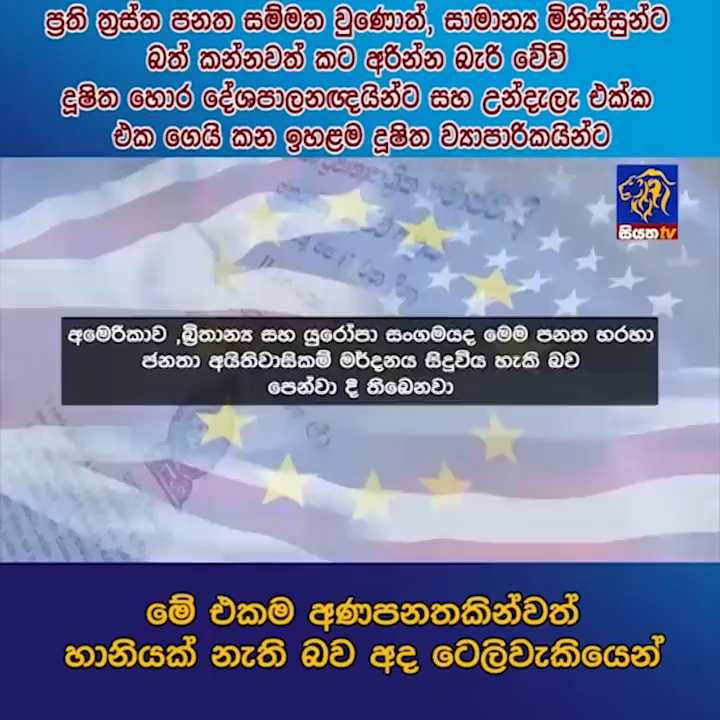 ප්‍රති ත්‍රස්ත පනත සම්මත වුණොත්, සාමාන්‍ය මිනිස්සුන්ට
බත් කන්නවත් කට අරින්න බැරි වේවි
දූෂිත හොර දේශපාලනඥයින්ට සහ උන්දැලැ එක්ක
එක ගෙයි කන ඉහළම දූෂිත ව්‍යාපාරිකයින්ට
සියත tv
අමෙරිකාව ,බ්‍රිතාන්‍ය සහ යුරෝපා සංගමයද මෙම පනත හරහා
ජනතා අයිතිවාසිකම් මර්දනය සිදුවිය හැකි බව
පෙන්වා දී තිබෙනවා
මේ එකම අණපනතකින්වත්
හානියක් නැති බව අද ටෙලිවැකියෙන්